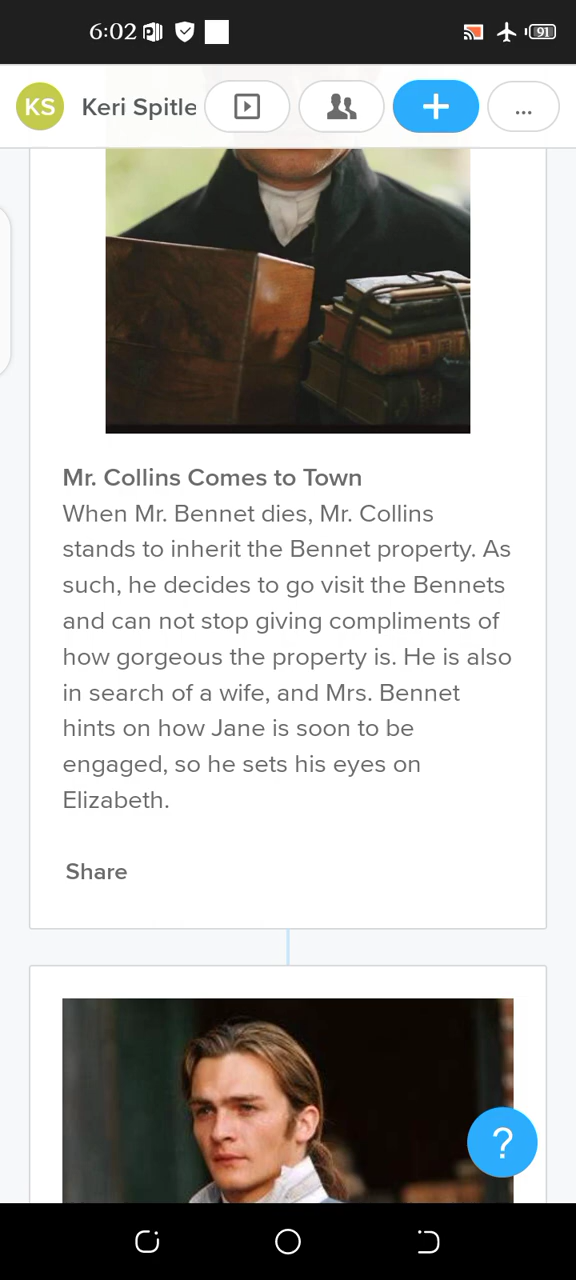 6:02
91
KS
Keri Spitle
+
...
Mr. Collins Comes to Town
When Mr. Bennet dies, Mr. Collins
stands to inherit the Bennet property. As
such, he decides to go visit the Bennets
and can not stop giving compliments of
how gorgeous the property is. He is also
in search of a wife, and Mrs. Bennet
hints on how Jane is soon to be
engaged, so he sets his eyes on
Elizabeth.
Share
?